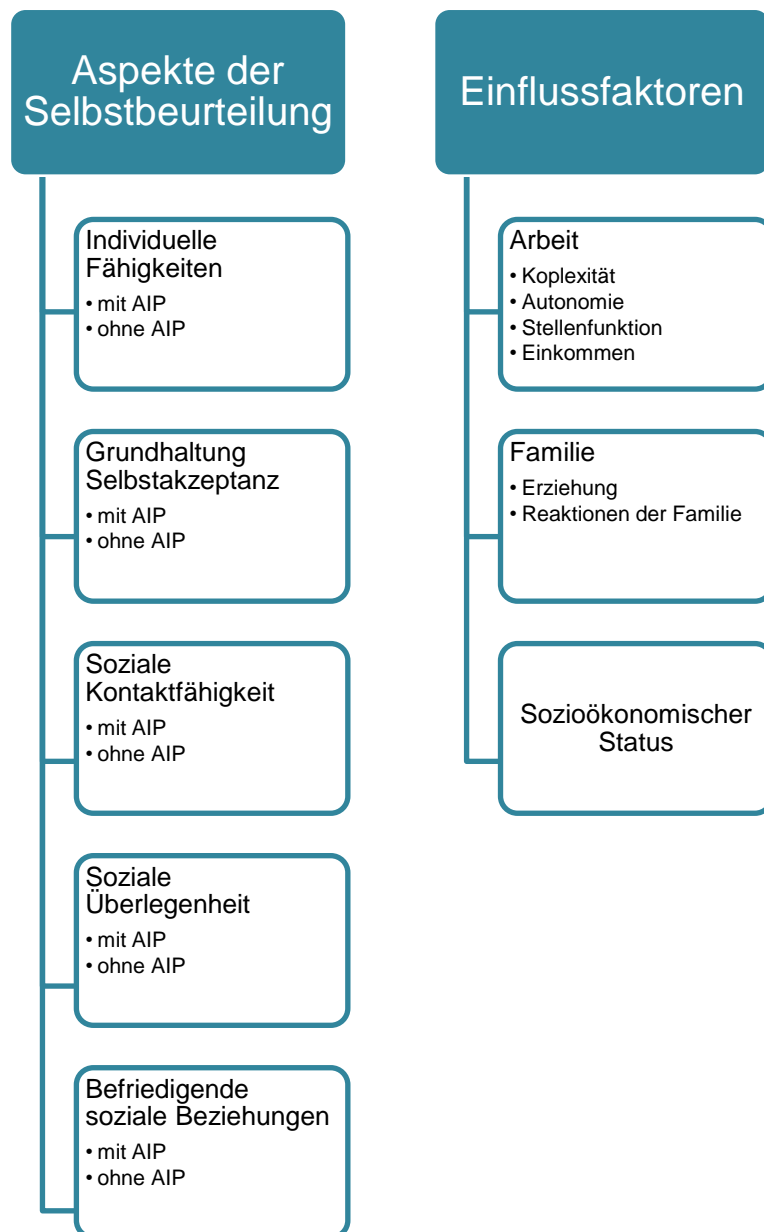 Aspekte der
Selbstbeurteilung
Individuelle
Fähigkeiten
• mit AIP
• ohne AIP
Grundhaltung
Selbstakzeptanz
• mit AIP
• ohne AIP
Soziale
Kontaktfähigkeit
• mit AIP
• ohne AIP
Soziale
Überlegenheit
• mit AIP
• ohne AIP
Befriedigende
soziale Beziehungen
• mit AIP
• ohne AIP
Einflussfaktoren
Arbeit
• Koplexität
• Autonomie
• Stellenfunktion
• Einkommen
Familie
• Erziehung
• Reaktionen der Familie
Sozioökonomischer
Status